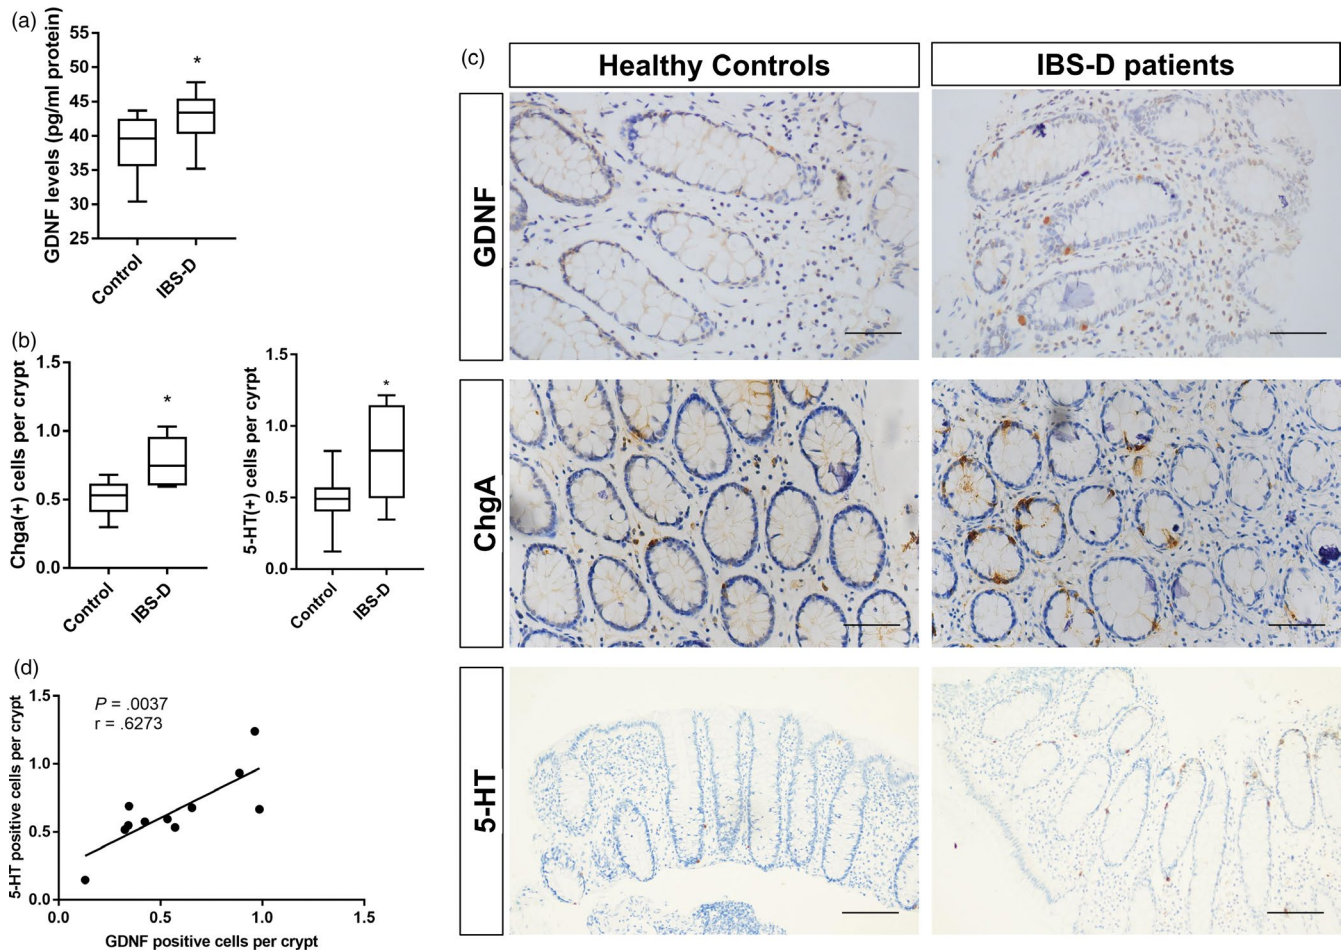 (a)
GDNF levels (pg/ml protein)
55
50
45
40
35
30
25
*
Control
IBS-D
(b)
Chga(+) cells per crypt
1.5
1.0
0.5
0.0
*
Control
IBS-D
5-HT(+) cells per crypt
1.5
1.0
0.5
0.0
*
Control
IBS-D
(c)
Healthy Controls
IBS-D patients
GDNF
ChgA
5-HT
(d)
5-HT positive cells per crypt
1.5
1.0
0.5
0.0
P = .0037
r = .6273
0.0 0.5 1.0 1.5
GDNF positive cells per crypt